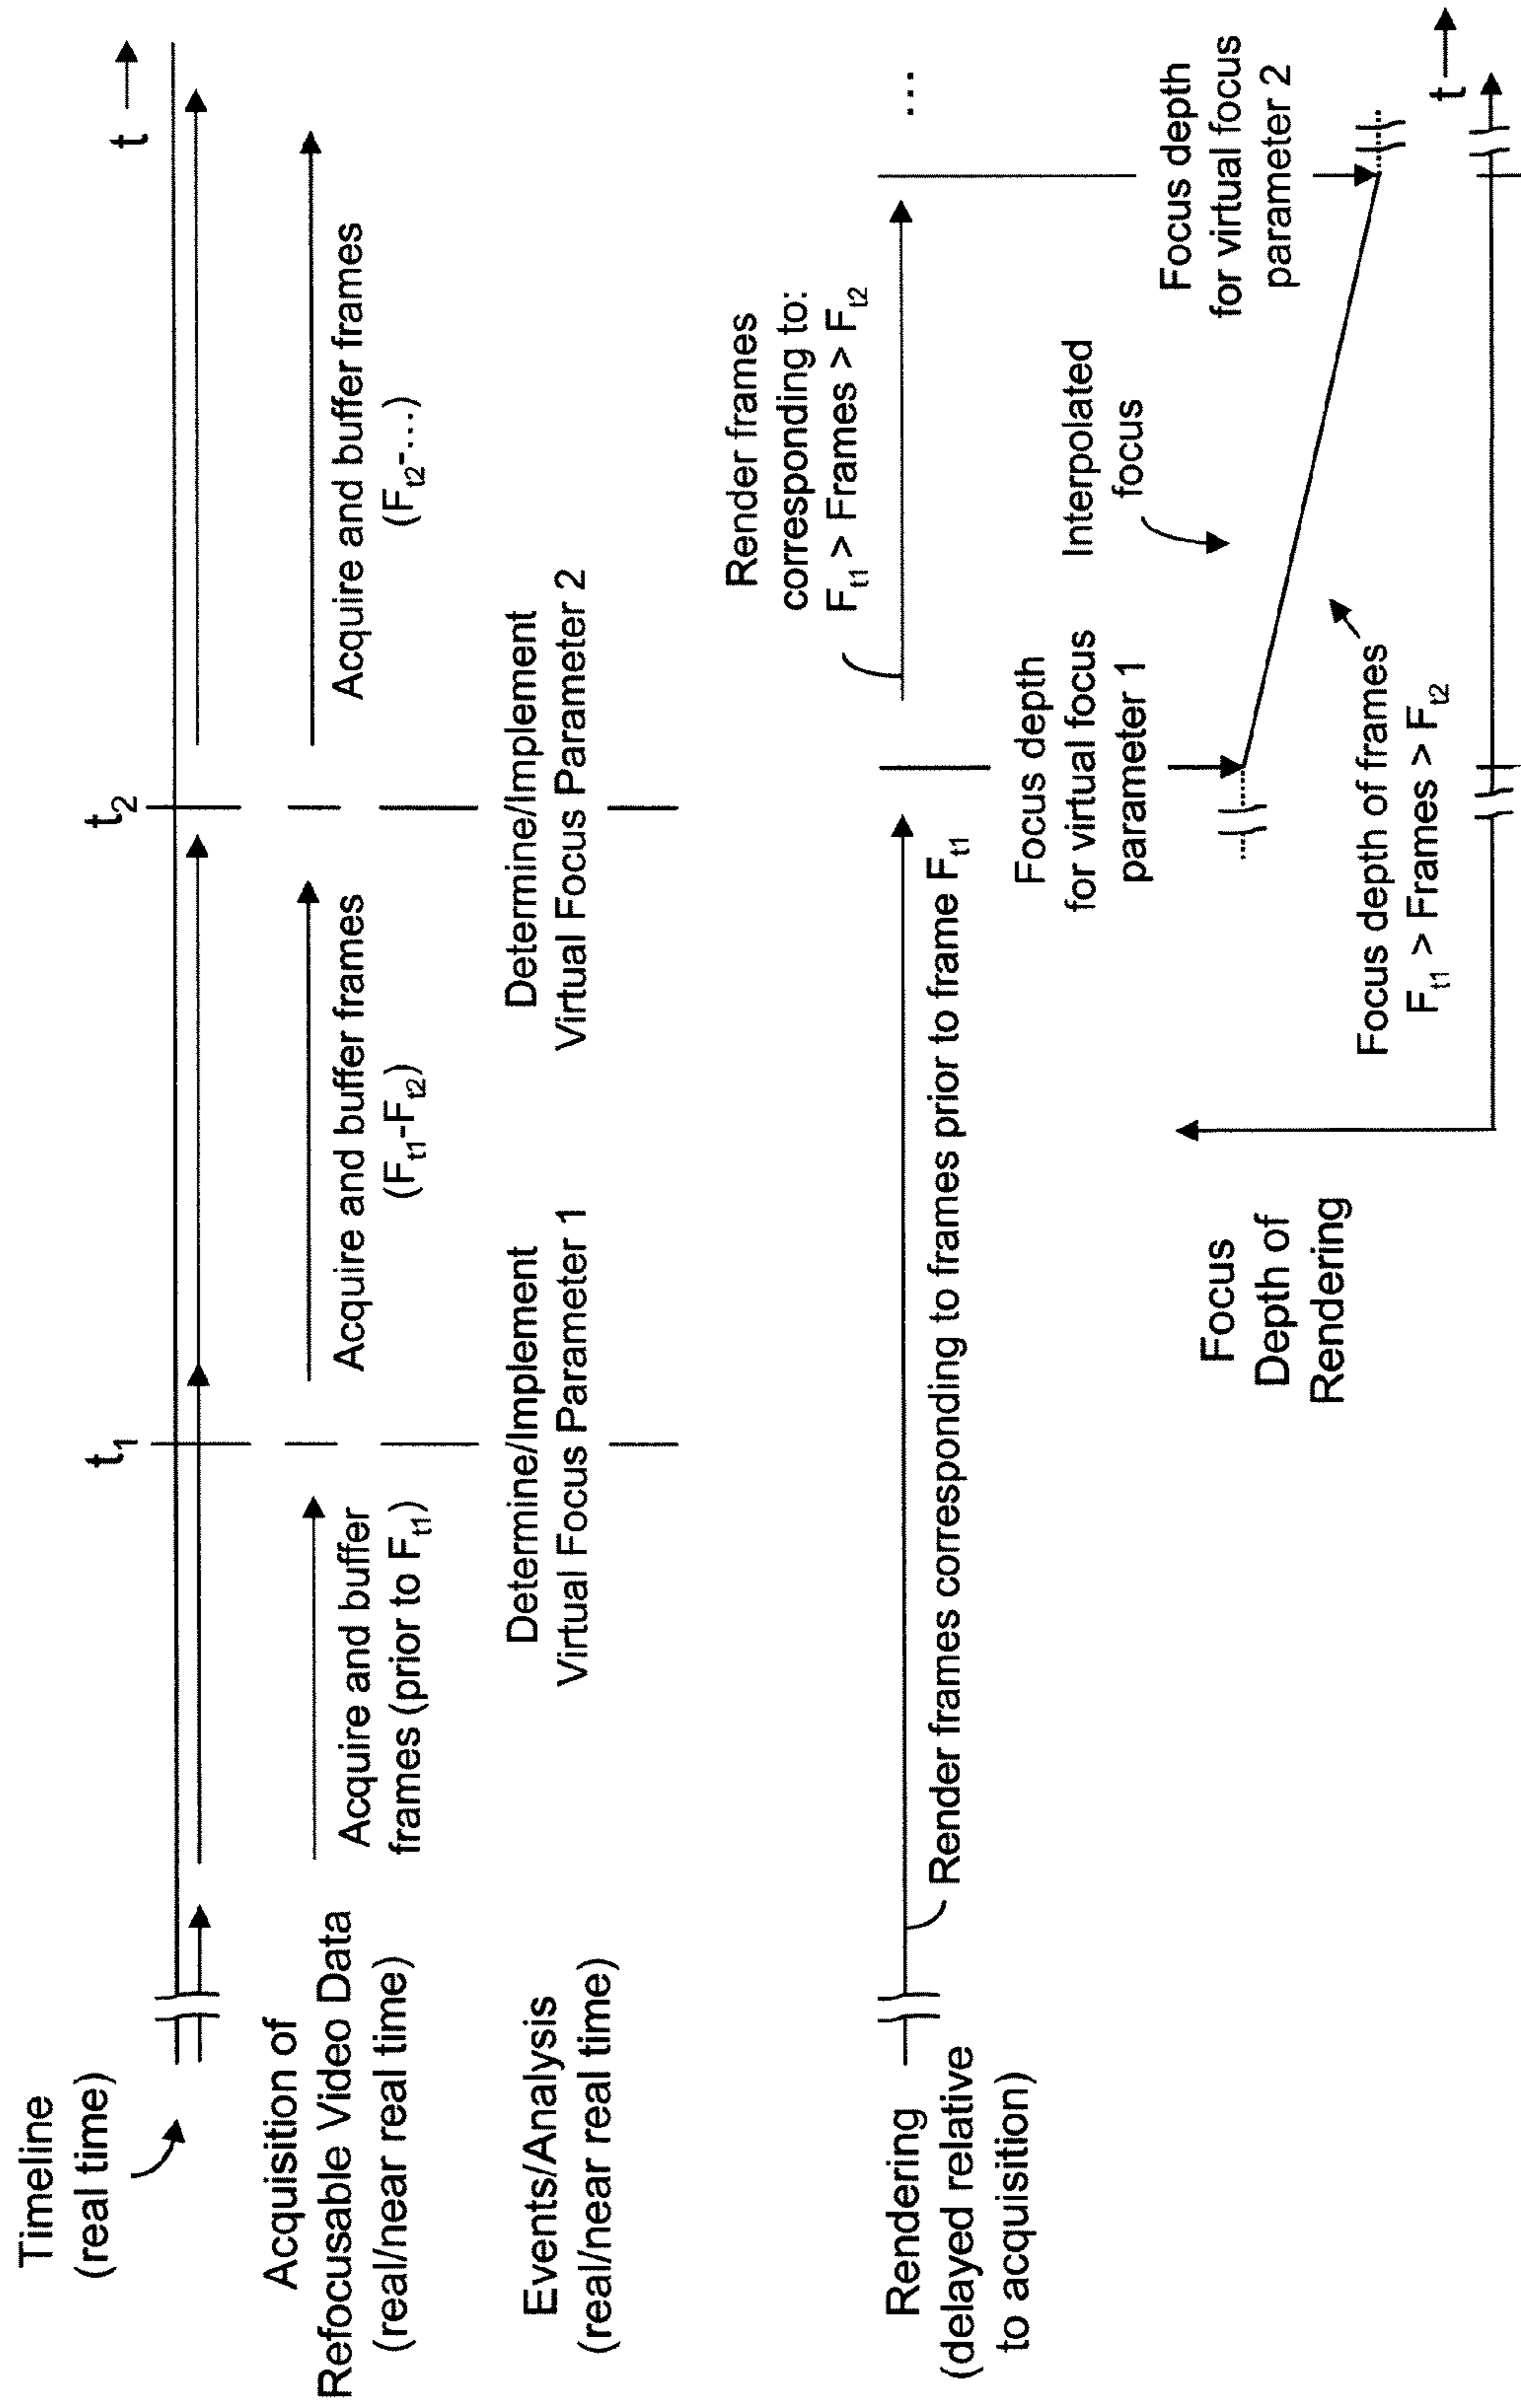 Timeline
(real time)
t
t1
t2
Acquisition of
Refocusable Video Data
(real/near real time)
Acquire and buffer
frames (prior to Ft1)
Acquire and buffer frames
(Ft1-Ft2)
Acquire and buffer frames
(Ft2-...)
Events/Analysis
(real/near real time)
Determine/Implement
Virtual Focus Parameter 1
Determine/Implement
Virtual Focus Parameter 2
Rendering
(delayed relative
to acquisition)
Render frames corresponding to frames prior to frame Ft1
Render frames
corresponding to:
Ft1 > Frames > Ft2
...
Focus depth
for virtual focus
parameter 1
Interpolated
focus
Focus depth
for virtual focus
parameter 2
Focus
Depth of
Rendering
Focus depth of frames
Ft1 > Frames > Ft2
t